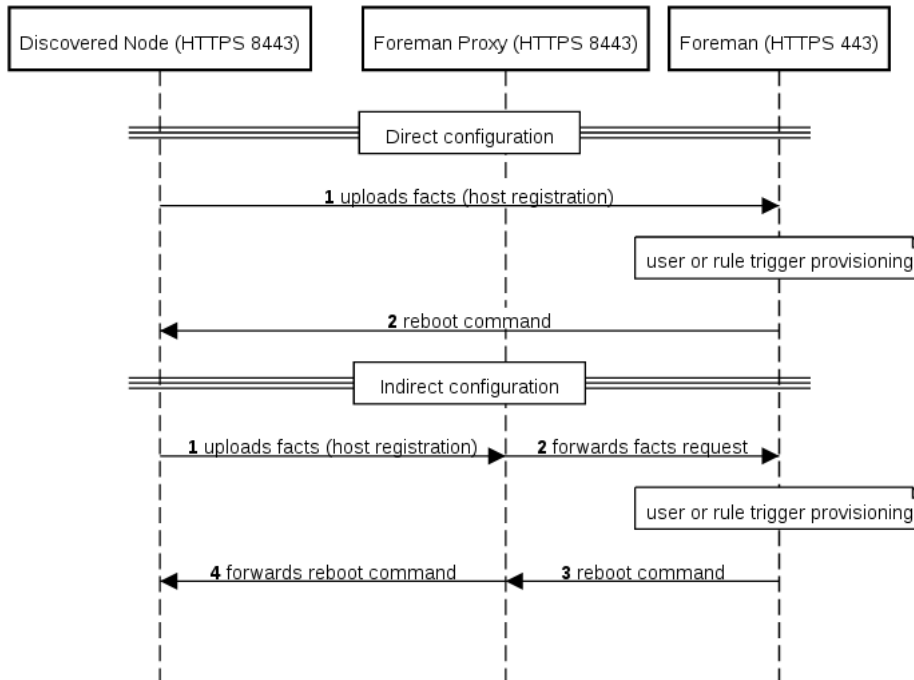 Discovered Node (HTTPS 8443)
Foreman Proxy (HTTPS 8443)
Foreman (HTTPS 443)
Direct configuration
1 uploads facts (host registration)
user or rule trigger provisioning
2 reboot command
Indirect configuration
1 uploads facts (host registration)
2 forwards facts request
user or rule trigger provisioning
4 forwards reboot command
3 reboot command